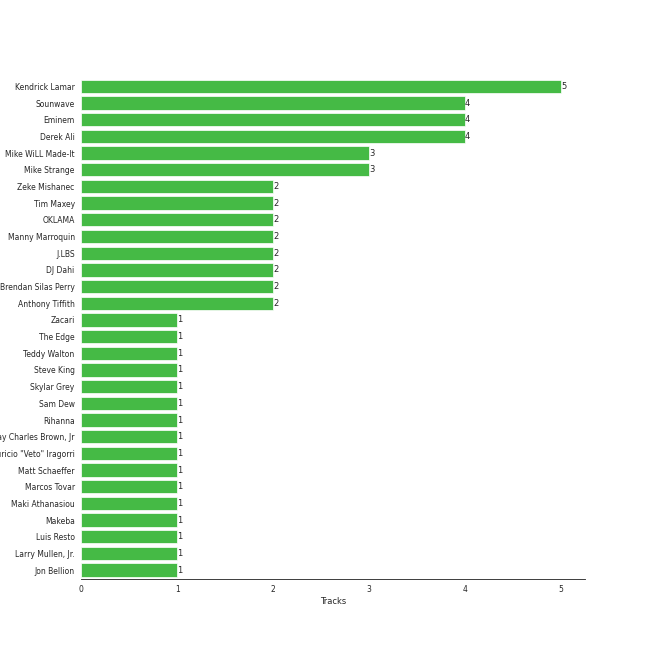 Kendrick Lamar 5
Sounwave 4
Eminem 4
Derek Ali 4
Mike WiLL Made-It 3
Mike Strange 3
Zeke Mishanec 2
Tim Maxey 2
OKLAMA 2
Manny Marroquin 2
J.LBS 2
DJ Dahi 2
Brendan Silas Perry 2
Anthony Tiffith 2
Zacari 1
The Edge 1
Teddy Walton 1
Steve King 1
Skylar Grey 1
Sam Dew 1
Rihanna 1
ay Charles Brown, Jr 1
uricio "Veto" Iragorri 1
Matt Schaeffer 1
Marcos Tovar 1
Maki Athanasiou 1
Makeba 1
Luis Resto 1
Larry Mullen, Jr. 1
Jon Bellion 1
0 1 2 3 4 5
Tracks